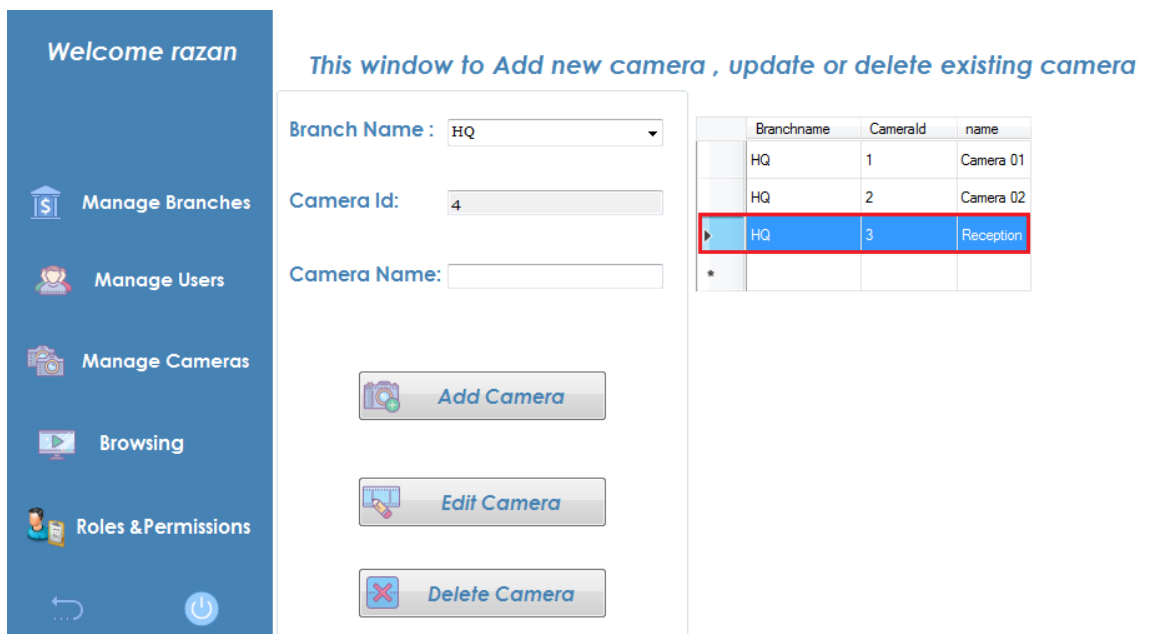 Welcome razan
This window to Add new camera , update or delete existing camera
Manage Branches
Manage Users
Manage Cameras
Browsing
Roles &Permissions
Branch Name : HQ
Camera Id: 4
Camera Name:
Add Camera
Edit Camera
Delete Camera
Branchname CameraId name
HQ 1 Camera 01
HQ 2 Camera 02
HQ 3 Reception
*